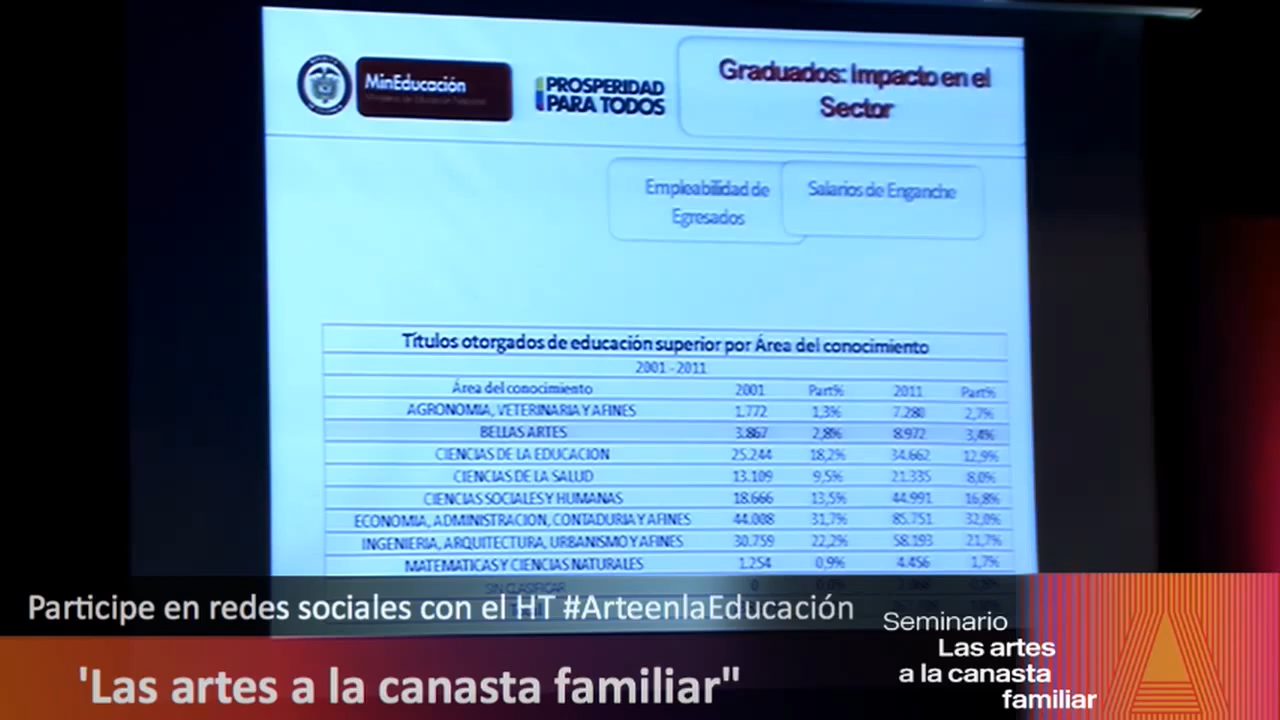 MinEducación
PROSPERIDAD
PARA TODOS
Graduados: Impacto en el
Sector
Empleabilidad de
Egresados
Salarios de Enganche
Títulos otorgados de educación superior por Área del conocimiento
2001 - 2011
Área del conocimiento 2001 Part% 2011 Part%
AGRONOMIA, VETERINARIA Y AFINES 1.772 1,3% 7.280 2,7%
BELLAS ARTES 3.867 2,8% 8.972 3,4%
CIENCIAS DE LA EDUCACION 25.244 18,2% 34.662 12,9%
CIENCIAS DE LA SALUD 13.109 9,5% 21.335 8,0%
CIENCIAS SOCIALES Y HUMANAS 18.666 13,5% 44.991 16,8%
ECONOMIA, ADMINISTRACION, CONTADURIA Y AFINES 44.008 31,7% 85.751 32,0%
INGENIERIA, ARQUITECTURA, URBANISMO Y AFINES 30.759 22,2% 58.193 21,7%
MATEMATICAS Y CIENCIAS NATURALES 1.254 0,9% 4.456 1,7%
SIN CLASIFICAR 0
Participe en redes sociales con el HT #ArteenlaEducación
'Las artes a la canasta familiar"
Seminario
Las artes
a la canasta
familiar